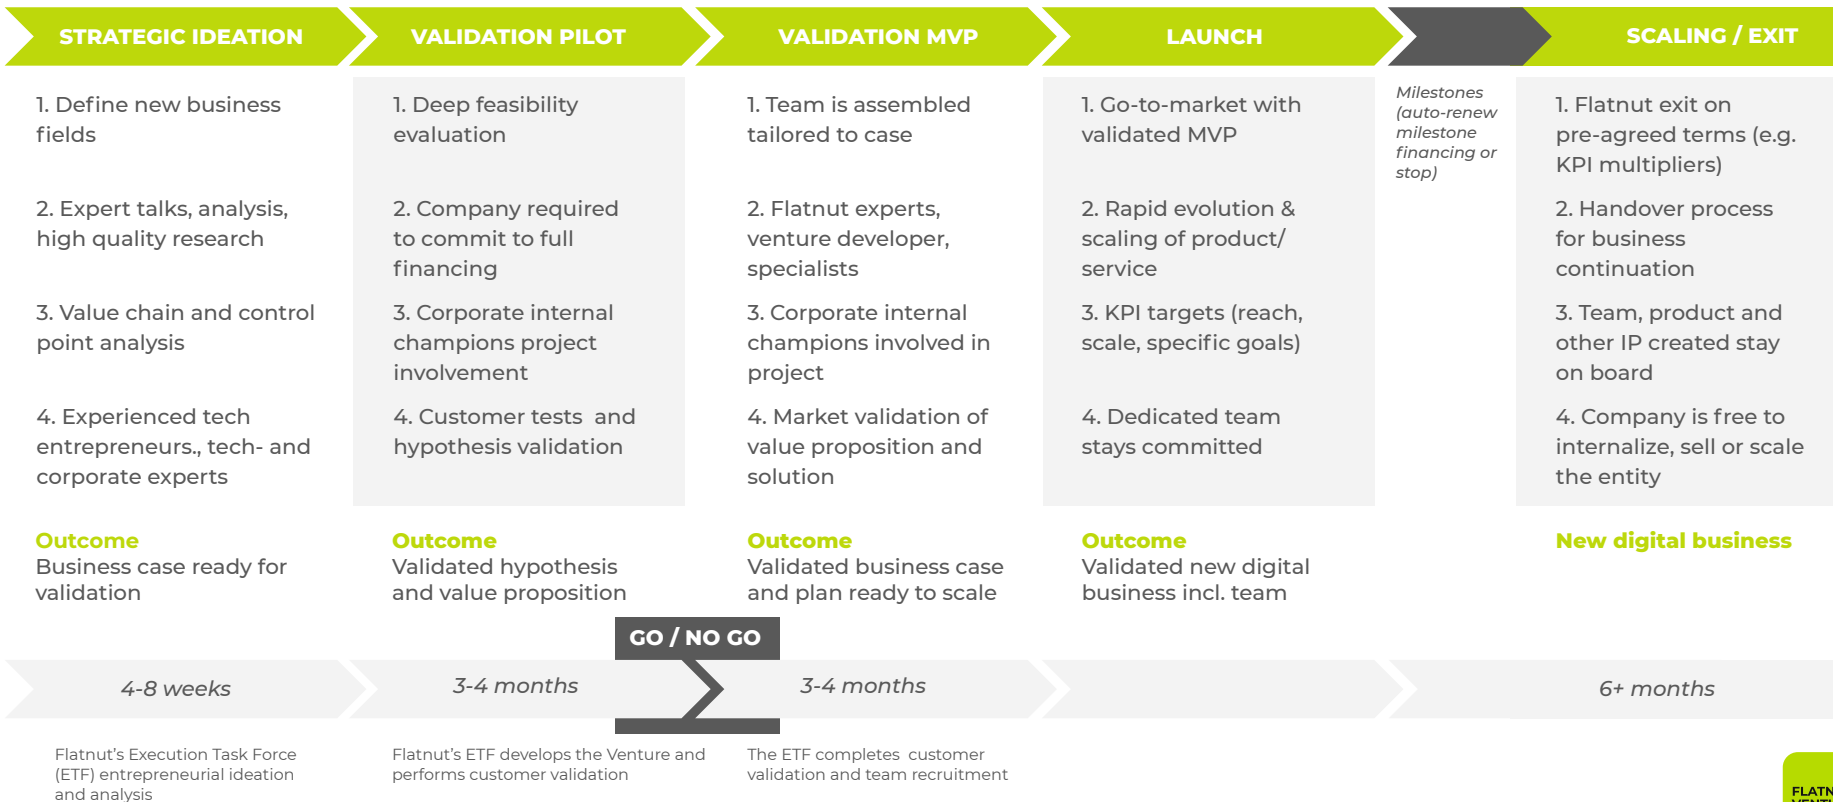 STRATEGIC IDEATION
VALIDATION PILOT
VALIDATION MVP
LAUNCH
SCALING / EXIT
1. Define new business
fields
2. Expert talks, analysis,
high quality research
3. Value chain and control
point analysis
4. Experienced tech
entrepreneurs., tech- and
corporate experts
Outcome
Business case ready for
validation
1. Deep feasibility
evaluation
2. Company required
to commit to full
financing
3. Corporate internal
champions project
involvement
4. Customer tests and
hypothesis validation
Outcome
Validated hypothesis
and value proposition
1. Team is assembled
tailored to case
2. Flatnut experts,
venture developer,
specialists
3. Corporate internal
champions involved in
project
4. Market validation of
value proposition and
solution
Outcome
Validated business case
and plan ready to scale
1. Go-to-market with
validated MVP
2. Rapid evolution &
scaling of product/
service
3. KPI targets (reach,
scale, specific goals)
4. Dedicated team
stays committed
Outcome
Validated new digital
business incl. team
Milestones
(auto-renew
milestone
financing or
stop)
1. Flatnut exit on
pre-agreed terms (e.g.
KPI multipliers)
2. Handover process
for business
continuation
3. Team, product and
other IP created stay
on board
4. Company is free to
internalize, sell or scale
the entity
New digital business
GO / NO GO
4-8 weeks
3-4 months
3-4 months
6+ months
Flatnut's Execution Task Force
(ETF) entrepreneurial ideation
and analysis
Flatnut's ETF develops the Venture and
performs customer validation
The ETF completes customer
validation and team recruitment